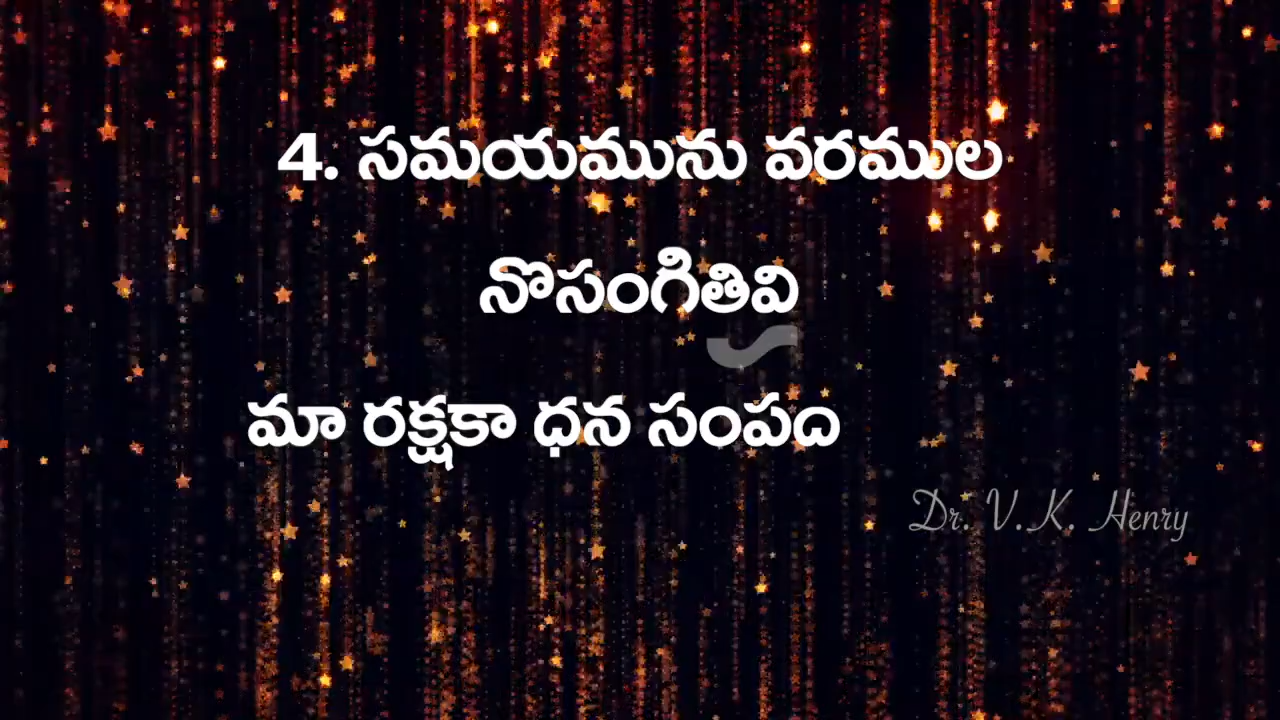 4. సమయమును వరముల
నొసంగితివి
మా రక్షకా ధన సంపద
Dr. V.K. Henry